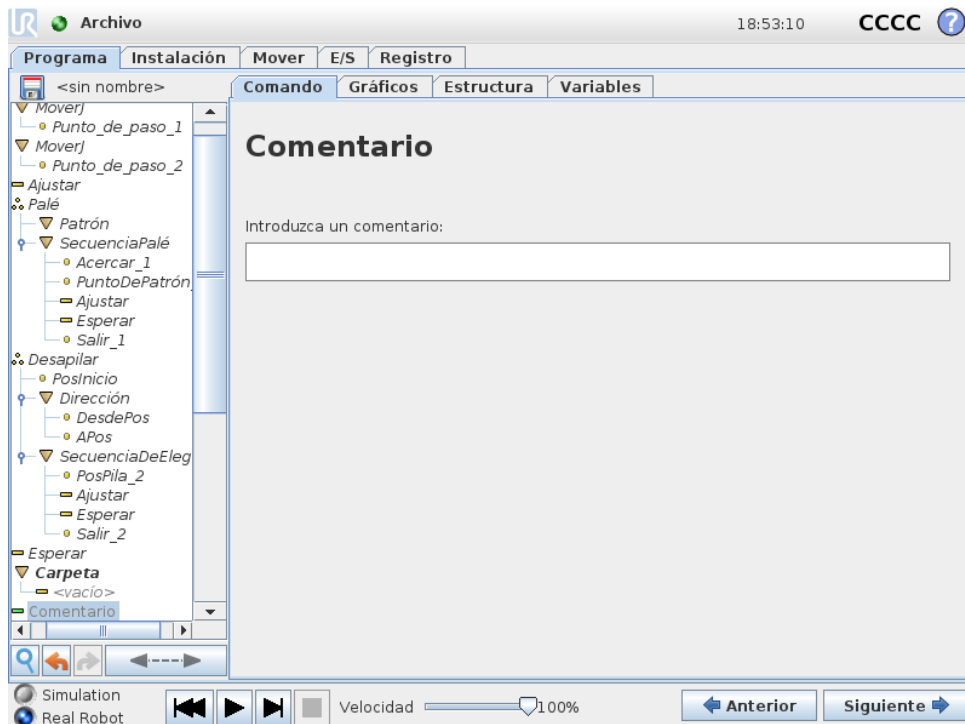 UR Archivo 18:53:10 CCCC ?
Programa Instalación Mover E/S Registro
<sin nombre> Comando Gráficos Estructura Variables
MoverJ
Punto_de_paso_1
MoverJ
Punto_de_paso_2
Ajustar
Palé
Patrón
SecuenciaPalé
Acercar_1
PuntoDePatrón_
Ajustar
Esperar
Salir_1
Desapilar
PosInicio
Dirección
DesdePos
APos
SecuenciaDeEleg
PosPila_2
Ajustar
Esperar
Salir_2
Esperar
Carpeta
<vacío>
Comentario
Comentario
Introduzca un comentario:
Simulation
Real Robot
Velocidad 100%
Anterior Siguiente